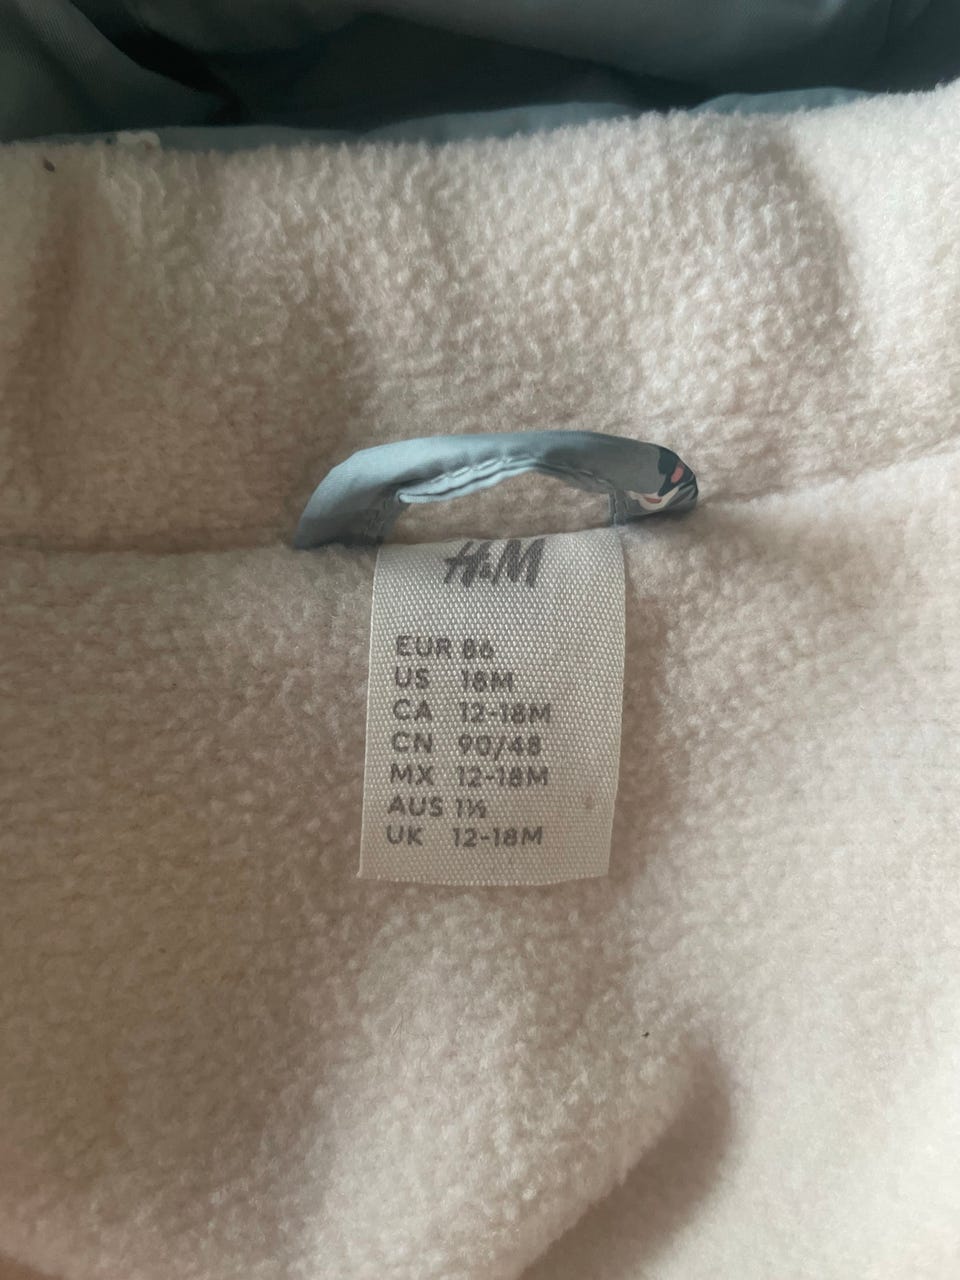 H&M
EUR 86
US 18M
CA 12-18M
CN 90/48
MX 12-18M
AUS 1½
UK 12-18M